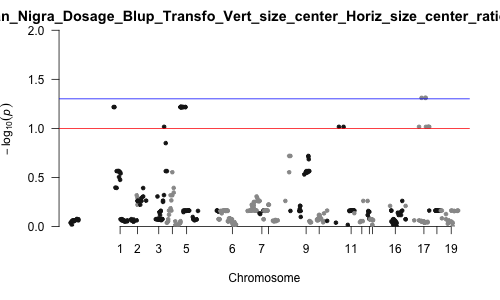 n_Nigra_Dosage_Blup_Transfo_Vert_size_center_Horiz_size_center_ratio
2.0
1.5
1.0
0.5
0.0
− log10(p)
1 2 3 5 6 7 9 11 16 17 19
Chromosome